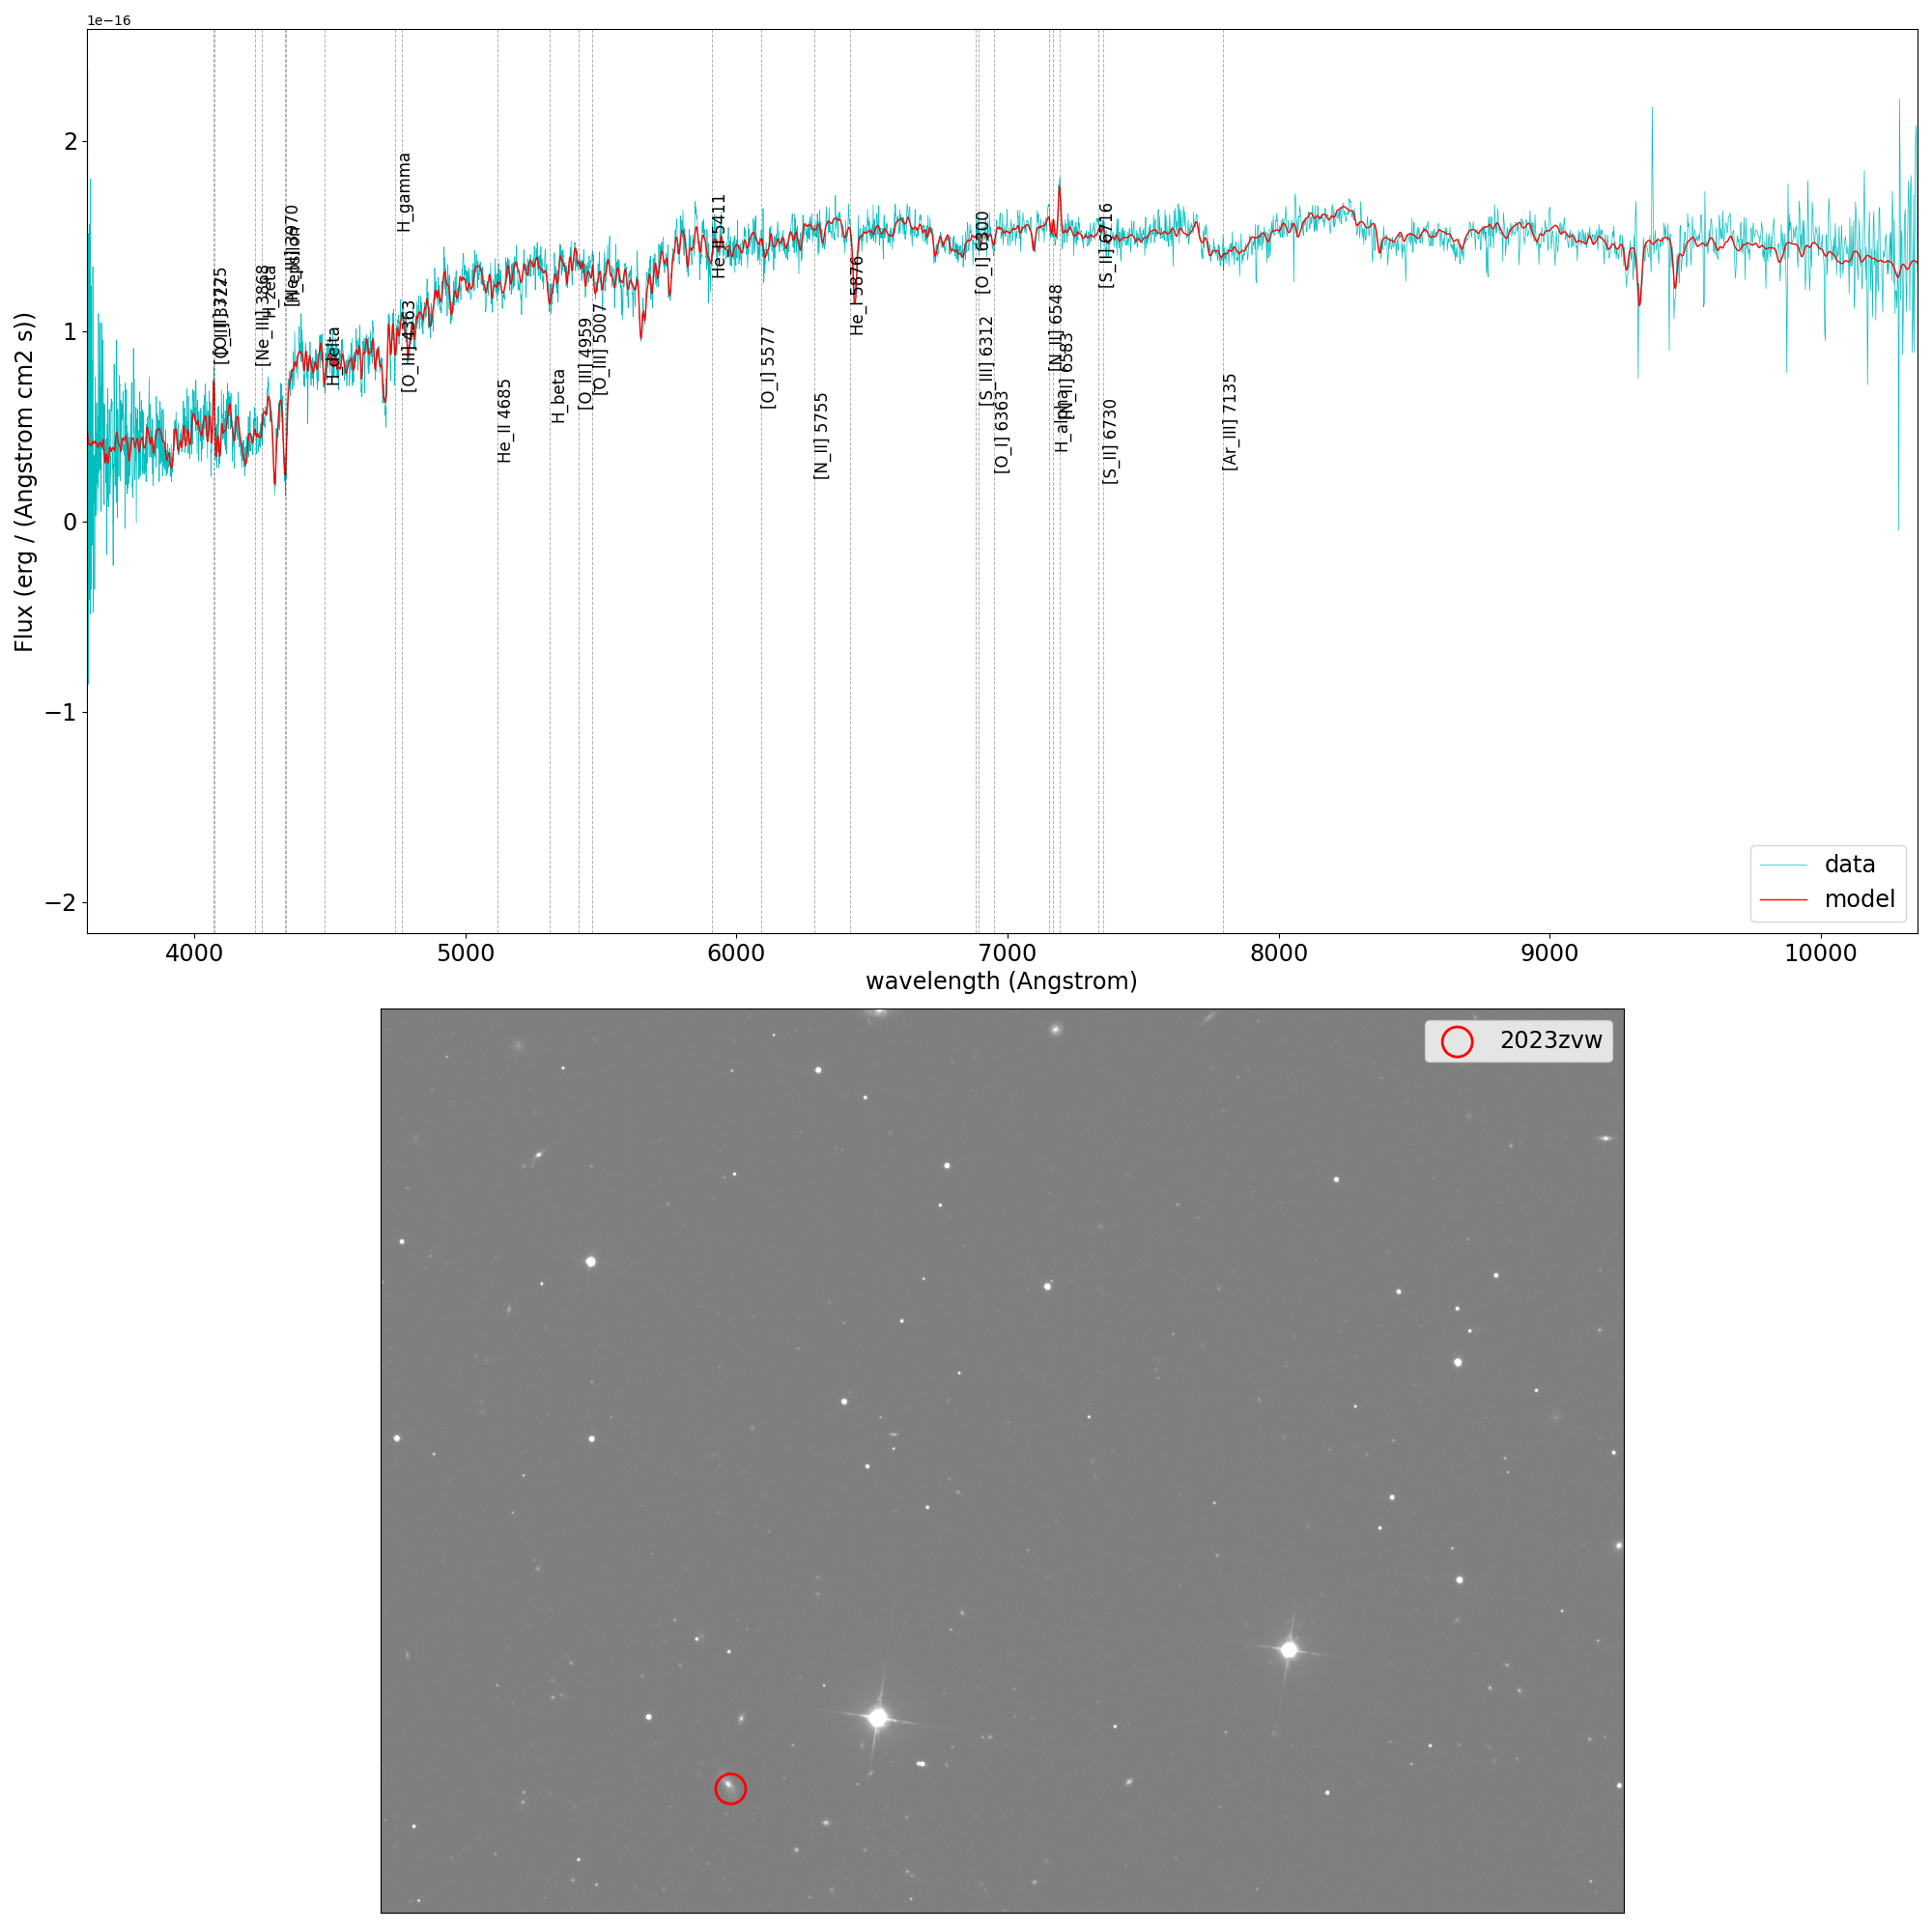 1e−16
Flux (erg / (Angstrom cm2 s))
2
1
0
−1
−2
H_gamma
He_II 5411
[O_I] 6300
[S_II] 6716
[Ne_III] 3868
H_zeta
H_delta
[O_III] 4363
He_I 5876
[N_II] 6548
[N_II] 6583
H_alpha
[O_III] 4959
[O_III] 5007
[O_I] 5577
[S_III] 6312
He_II 4685
H_beta
[N_II] 5755
[O_I] 6363
[S_II] 6730
[Ar_III] 7135
data
model
4000 5000 6000 7000 8000 9000 10000
wavelength (Angstrom)
2023zvw